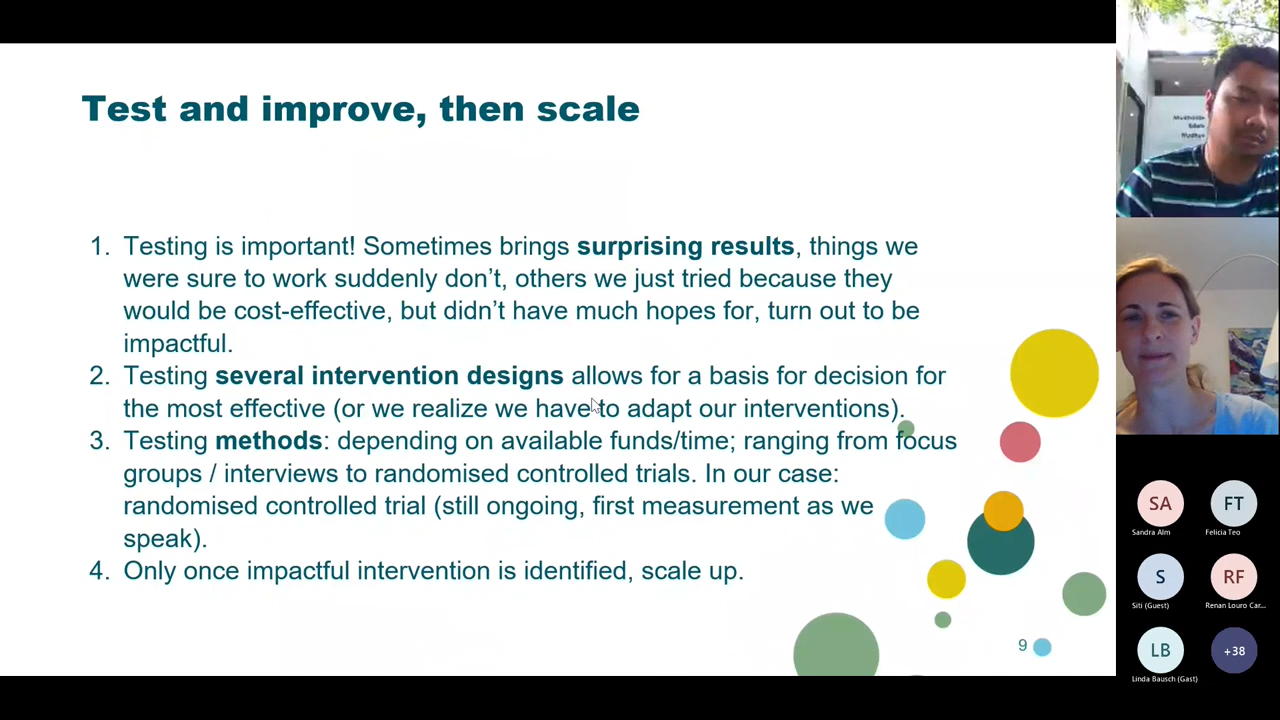 Test and improve, then scale
1. Testing is important! Sometimes brings surprising results, things we
were sure to work suddenly don’t, others we just tried because they
would be cost-effective, but didn’t have much hopes for, turn out to be
impactful.
2. Testing several intervention designs allows for a basis for decision for
the most effective (or we realize we have to adapt our interventions).
3. Testing methods: depending on available funds/time; ranging from focus
groups / interviews to randomised controlled trials. In our case:
randomised controlled trial (still ongoing, first measurement as we
speak).
4. Only once impactful intervention is identified, scale up.
9
SA
Sandra Alm
FT
Felicia Teo
S
Siti (Guest)
RF
Renan Louro Car...
LB
Linda Bausch (Gast)
+38